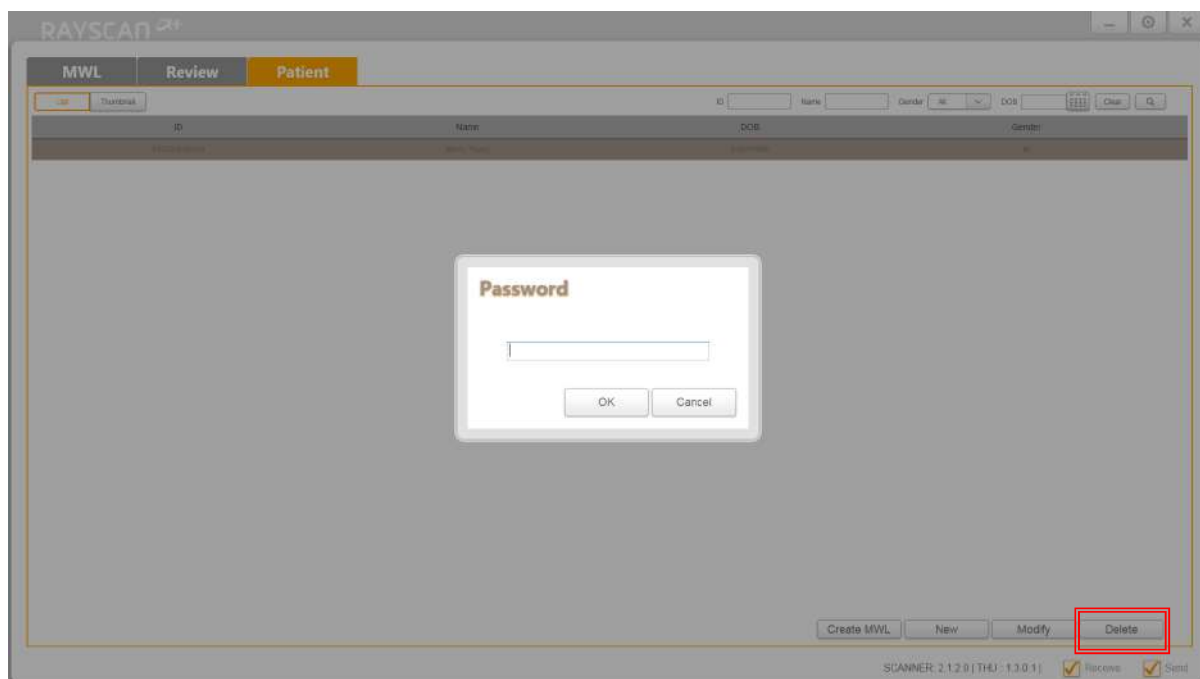 RAYSCAN α+
MWL Review Patient
List Thumbnail ID Name Gender All DOB Clear
ID Name DOB Gender
Password
OK Cancel
Create MWL New Modify Delete
SCANNER: 2.1.2.0 | THU : 1.3.0.1 | Receive Send